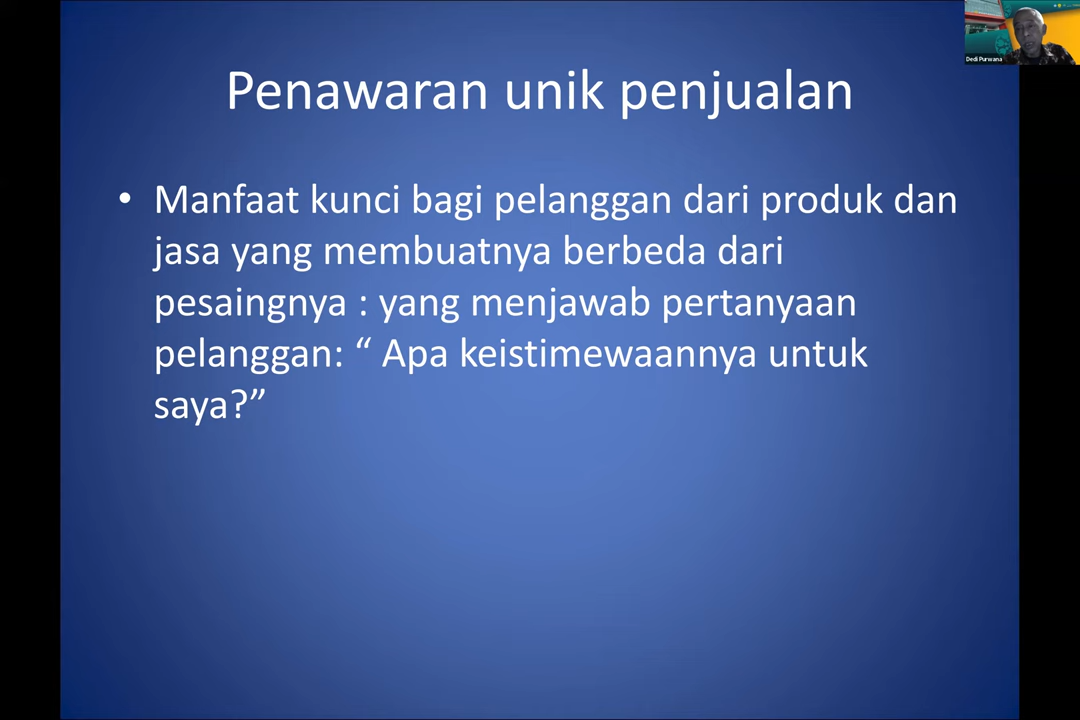 Dedi Purwana
Penawaran unik penjualan
• Manfaat kunci bagi pelanggan dari produk dan
jasa yang membuatnya berbeda dari
pesaingnya : yang menjawab pertanyaan
pelanggan: “ Apa keistimewaannya untuk
saya?”